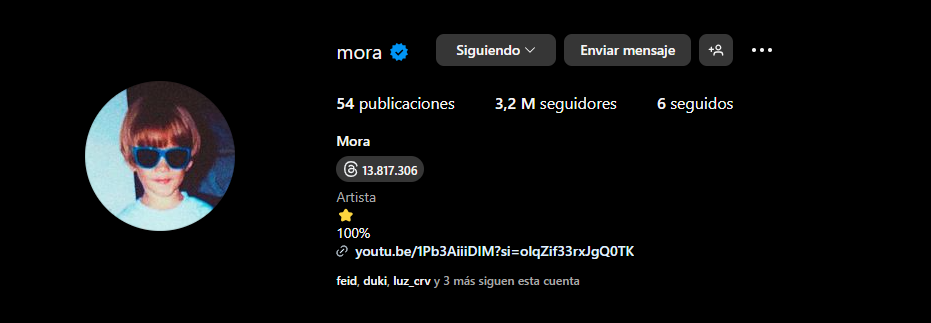 mora
Siguiendo
Enviar mensaje
54 publicaciones
3,2 M seguidores
6 seguidos
Mora
13.817.306
Artista
100%
youtu.be/1Pb3AiiiDIM?si=oIqZif33rxJgQ0TK
feid, duki, luz_crv y 3 más siguen esta cuenta